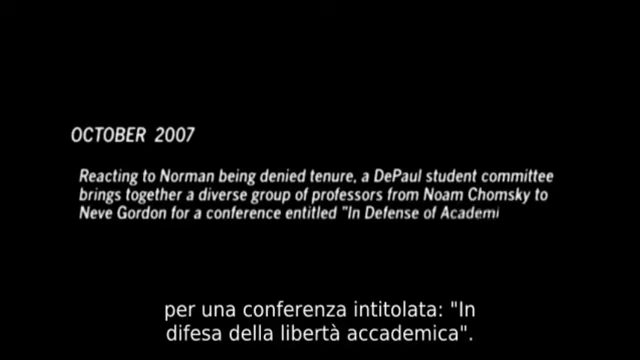 OCTOBER 2007
Reacting to Norman being denied tenure, a DePaul student committee
brings together a diverse group of professors from Noam Chomsky to
Neve Gordon for a conference entitled "In Defense of Academi
per una conferenza intitolata: "In
difesa della libertà accademica".